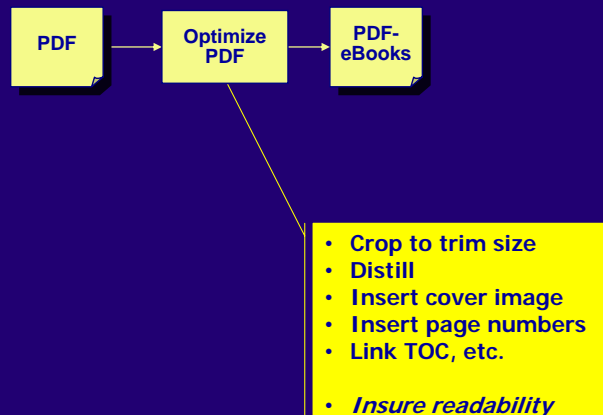 PDF
Optimize
PDF
PDF-
eBooks
• Crop to trim size
• Distill
• Insert cover image
• Insert page numbers
• Link TOC, etc.
• Insure readability